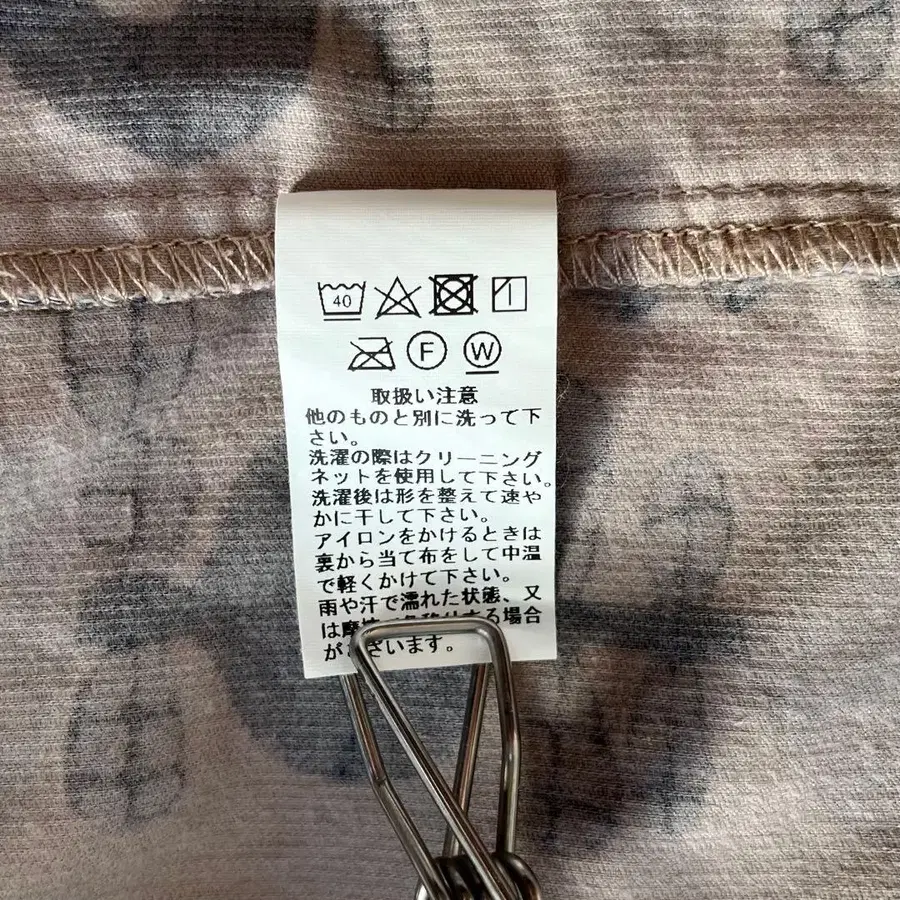 40
F W
取扱い注意
他のものと別に洗って下
さい。
洗濯の際はクリーニング
ネットを使用して下さい。
洗濯後は形を整えて速や
かに干して下さい。
アイロンをかけるときは
裏から当て布をして中温
で軽くかけて下さい。
雨や汗で濡れた状態、又
は摩 る場合
が ざいます。